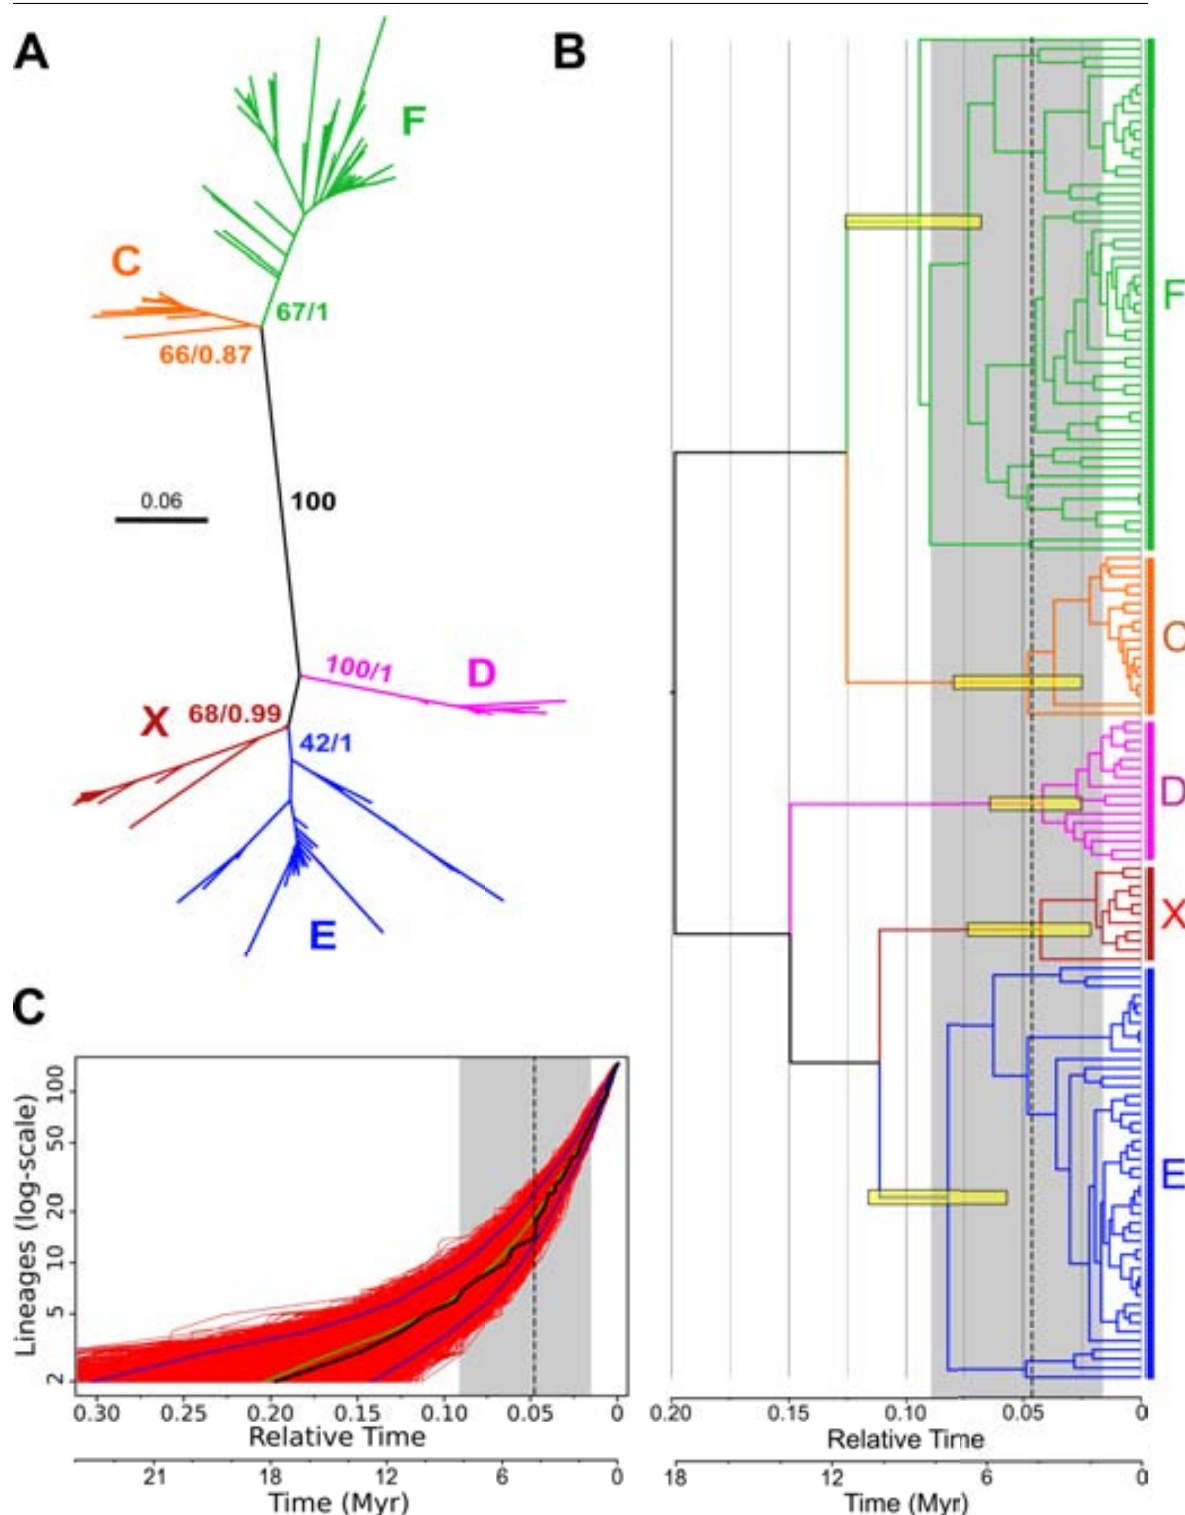 A
F
C
67/1
66/0.87
0.06
100
100/1
D
X
68/0.99
42/1
E
B
F
C
D
X
E
0.20
0.15
0.10
0.05
0
Relative Time
18
12
6
0
Time (Myr)
C
Lineages (log-scale)
100
50
20
10
5
2
0.30
0.25
0.20
0.15
0.10
0.05
0
Relative Time
21
18
12
6
0
Time (Myr)